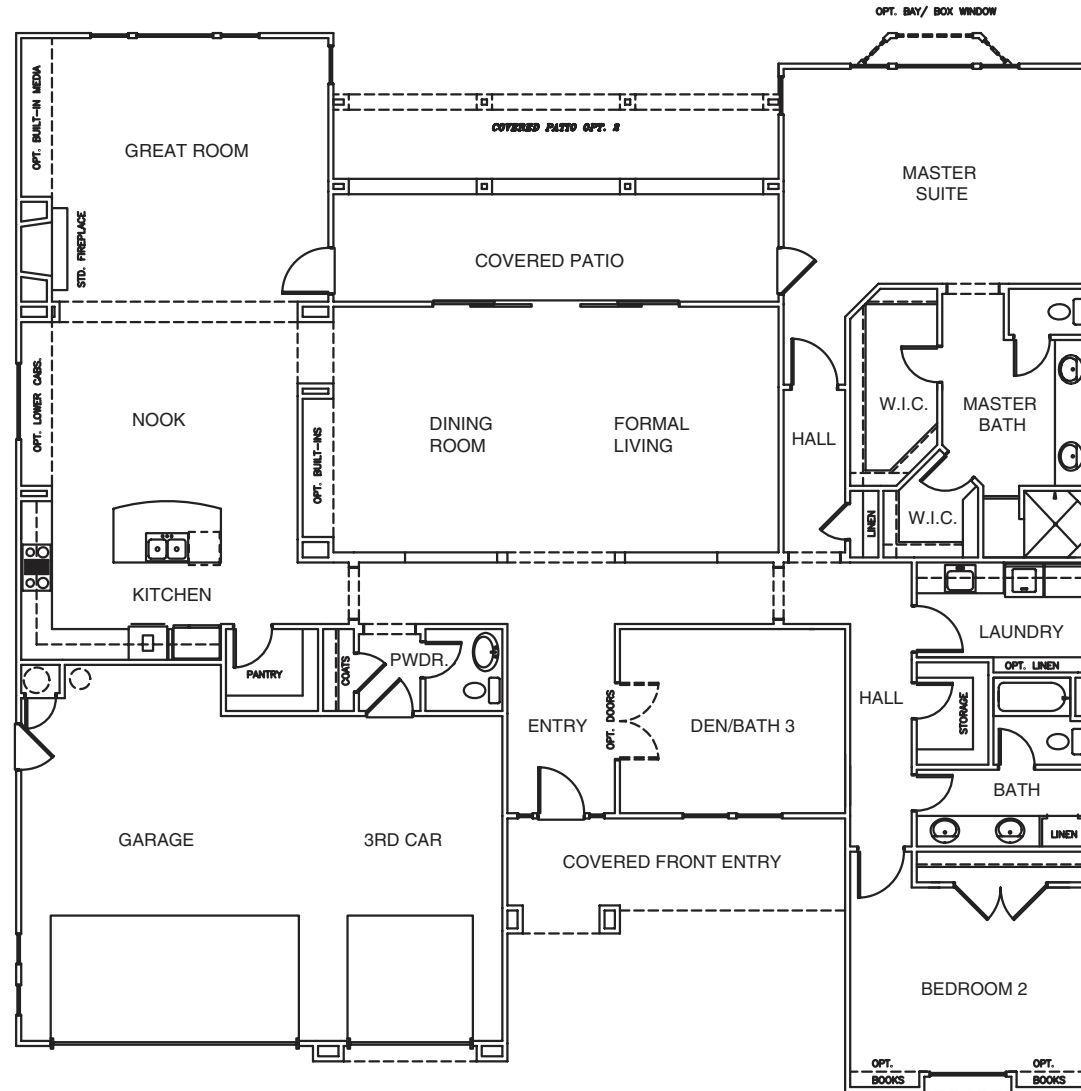 OPT. BAY/ BOX WINDOW
OPT. BUILT-IN MEDIA
GREAT ROOM
COVERED PATIO OPT. 2
MASTER
SUITE
STD. FIREPLACE
COVERED PATIO
OPT. LOWER CABS.
NOOK
OPT. BUILT-INS
DINING
ROOM
FORMAL
LIVING
HALL
W.I.C.
MASTER
BATH
LINEN
W.I.C.
KITCHEN
PANTRY
COATS
PWDR.
LAUNDRY
OPT. LINEN
ENTRY
OPT. DOORS
DEN/BATH 3
HALL
STORAGE
BATH
LINEN
GARAGE
3RD CAR
COVERED FRONT ENTRY
BEDROOM 2
OPT.
BOOKS
OPT.
BOOKS